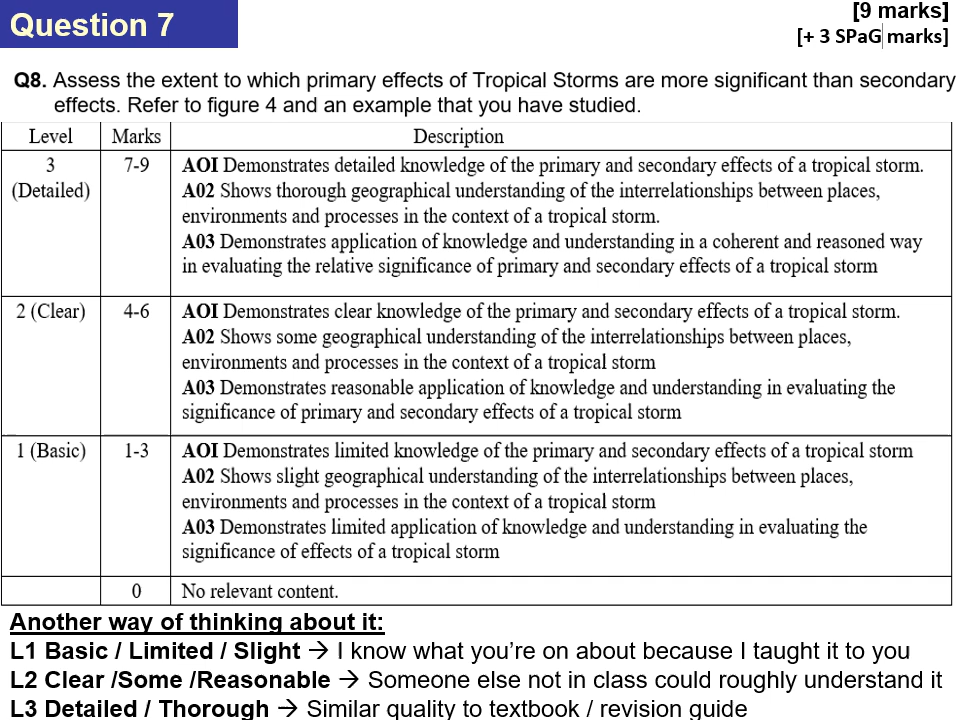 Question 7
[9 marks]
[+ 3 SPaG marks]
Q8. Assess the extent to which primary effects of Tropical Storms are more significant than secondary
effects. Refer to figure 4 and an example that you have studied.
Level Marks Description
3 7-9 AOI Demonstrates detailed knowledge of the primary and secondary effects of a tropical storm.
(Detailed) A02 Shows thorough geographical understanding of the interrelationships between places,
environments and processes in the context of a tropical storm.
A03 Demonstrates application of knowledge and understanding in a coherent and reasoned way
in evaluating the relative significance of primary and secondary effects of a tropical storm
2 (Clear) 4-6 AOI Demonstrates clear knowledge of the primary and secondary effects of a tropical storm.
A02 Shows some geographical understanding of the interrelationships between places,
environments and processes in the context of a tropical storm
A03 Demonstrates reasonable application of knowledge and understanding in evaluating the
significance of primary and secondary effects of a tropical storm
1 (Basic) 1-3 AOI Demonstrates limited knowledge of the primary and secondary effects of a tropical storm
A02 Shows slight geographical understanding of the interrelationships between places,
environments and processes in the context of a tropical storm
A03 Demonstrates limited application of knowledge and understanding in evaluating the
significance of effects of a tropical storm
0 No relevant content.
Another way of thinking about it:
L1 Basic / Limited / Slight → I know what you’re on about because I taught it to you
L2 Clear /Some /Reasonable → Someone else not in class could roughly understand it
L3 Detailed / Thorough → Similar quality to textbook / revision guide